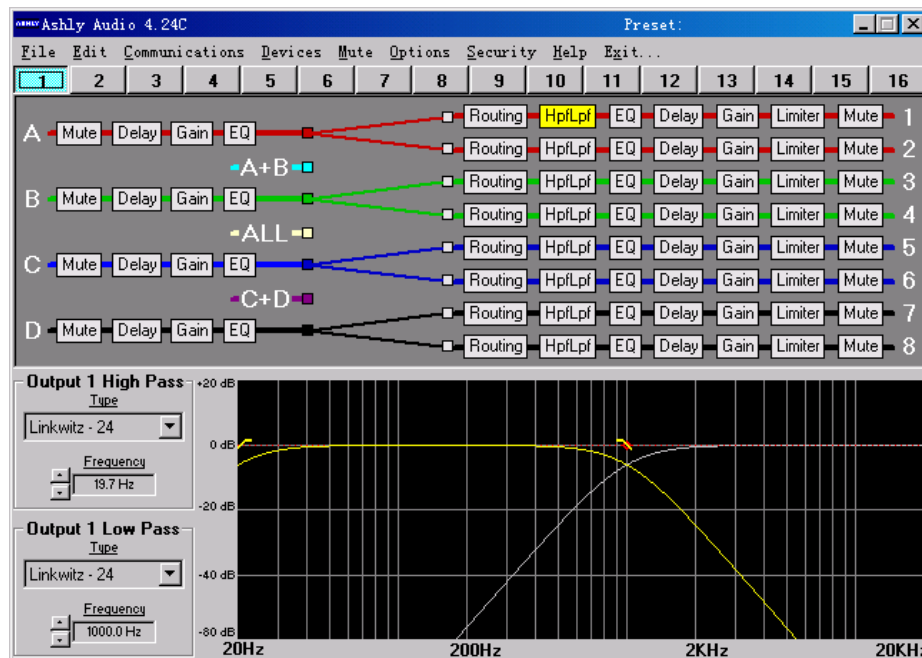 ASHLY Ashly Audio 4.24C Preset:
File Edit Communications Devices Mute Options Security Help Exit...
1 2 3 4 5 6 7 8 9 10 11 12 13 14 15 16
Routing HpfLpf EQ Delay Gain Limiter Mute 1
A Mute Delay Gain EQ
Routing HpfLpf EQ Delay Gain Limiter Mute 2
A+B
Routing HpfLpf EQ Delay Gain Limiter Mute 3
B Mute Delay Gain EQ
Routing HpfLpf EQ Delay Gain Limiter Mute 4
ALL
Routing HpfLpf EQ Delay Gain Limiter Mute 5
C Mute Delay Gain EQ
Routing HpfLpf EQ Delay Gain Limiter Mute 6
C+D
Routing HpfLpf EQ Delay Gain Limiter Mute 7
D Mute Delay Gain EQ
Routing HpfLpf EQ Delay Gain Limiter Mute 8
Output 1 High Pass
Type
Linkwitz - 24
Frequency
19.7 Hz
Output 1 Low Pass
Type
Linkwitz - 24
Frequency
1000.0 Hz
+20 dB
0 dB
-20 dB
-40 dB
-60 dB
20Hz 200Hz 2KHz 20KHz